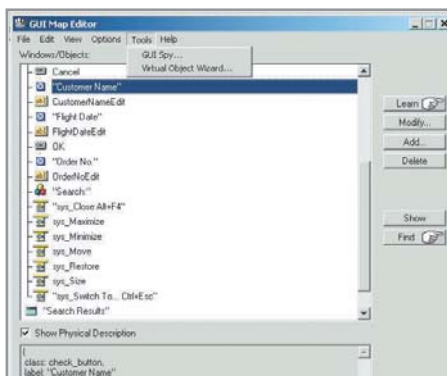 GUI Map Editor
File Edit View Options Tools Help
GUI Spy...
Virtual Object Wizard...
Windows/Objects:
Cancel
"Customer Name"
CustomerNameEdit
"Flight Date"
FlightDateEdit
OK
"Order No."
OrderNoEdit
"Search:"
"sys_Close Alt+F4"
sys_Maximize
sys_Minimize
sys_Move
sys_Restore
sys_Size
"sys_Switch To... Ctrl+Esc"
"Search Results"
Learn
Modify...
Add...
Delete
Show
Find
Show Physical Description
{
class: check_button,
label: "Customer Name"